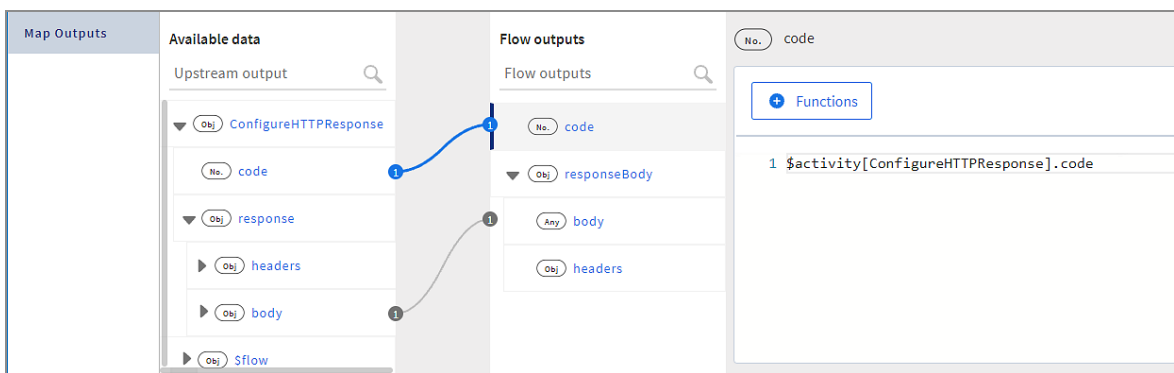 Map Outputs
Available data
Upstream output
Obj ConfigureHTTPResponse
No. code 1
Obj response
Obj headers
Obj body 1
Obj $flow
Flow outputs
Flow outputs
1 No. code
Obj responseBody
1 Any body
Obj headers
No. code
Functions
1 $activity[ConfigureHTTPResponse].code